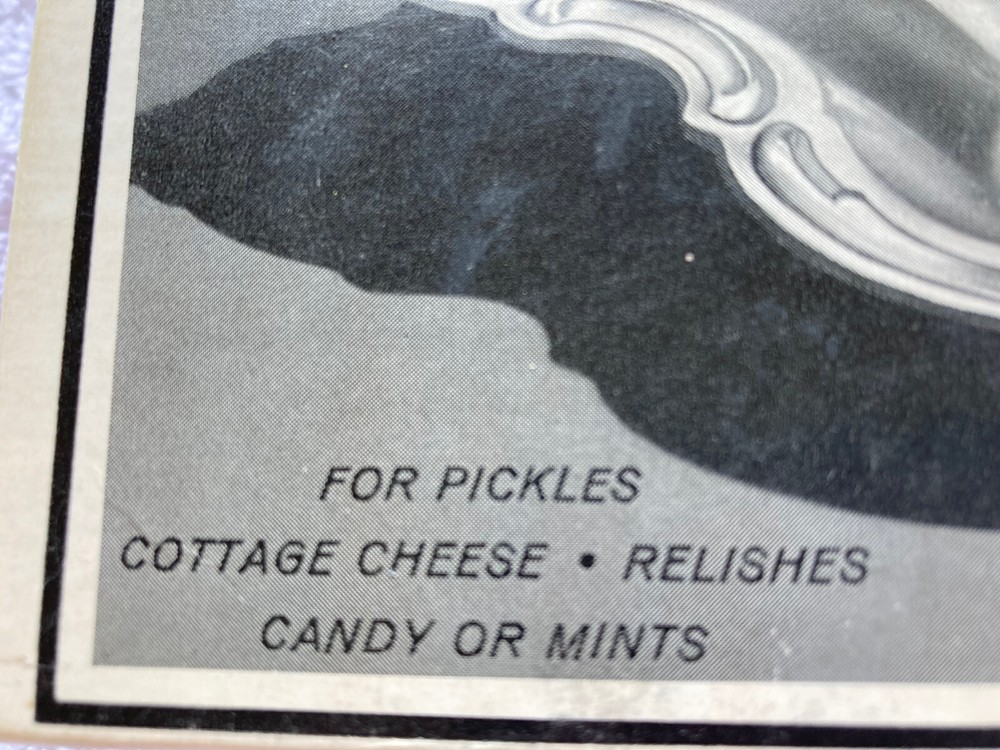 FOR PICKLES
COTTAGE CHEESE • RELISHES
CANDY OR MINTS